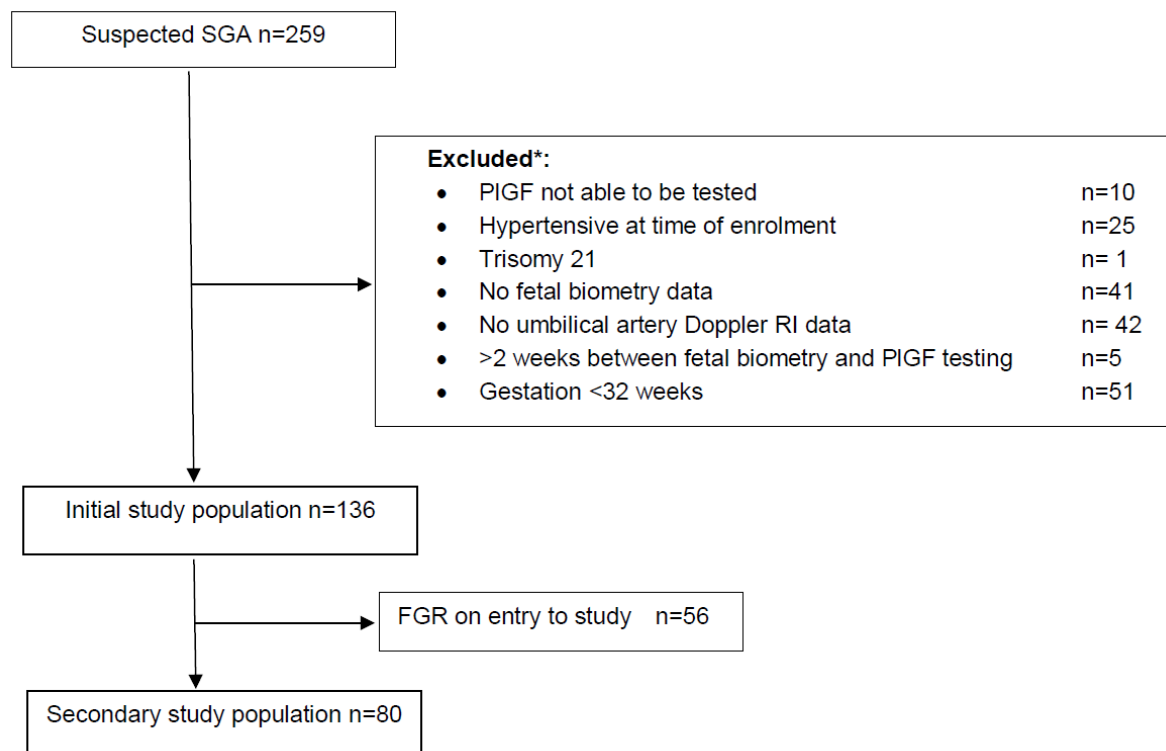 Suspected SGA n=259
Excluded*:
• PlGF not able to be tested n=10
• Hypertensive at time of enrolment n=25
• Trisomy 21 n= 1
• No fetal biometry data n=41
• No umbilical artery Doppler RI data n= 42
• >2 weeks between fetal biometry and PlGF testing n=5
• Gestation <32 weeks n=51
Initial study population n=136
FGR on entry to study n=56
Secondary study population n=80